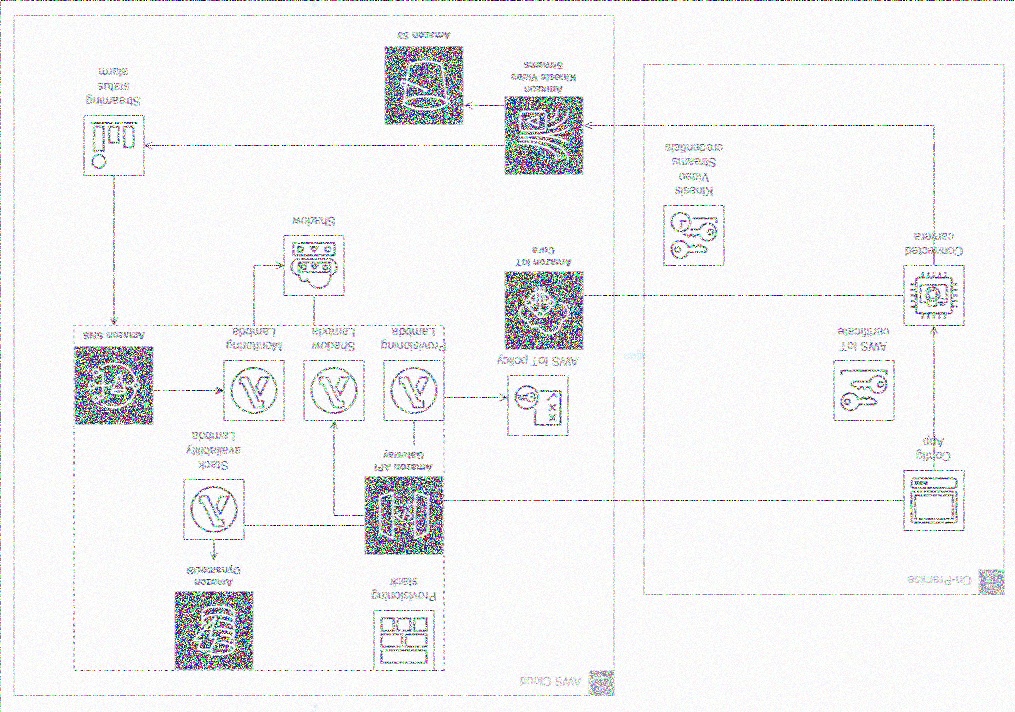 AWS Cloud
On-Premise
Provisioning
stack
Amazon
DynamoDB
Config
App
Amazon API
Gateway
Stack
availability
Lambda
AWS IoT
certificate
AWS IoT policy
Provisioning
Lambda
Shadow
Lambda
Monitoring
Lambda
Amazon SNS
Connected
camera
Amazon IoT
Core
Shadow
Kinesis
Video
Streams
credentials
Amazon
Kinesis Video
Streams
Amazon S3
Streaming
status
alarm